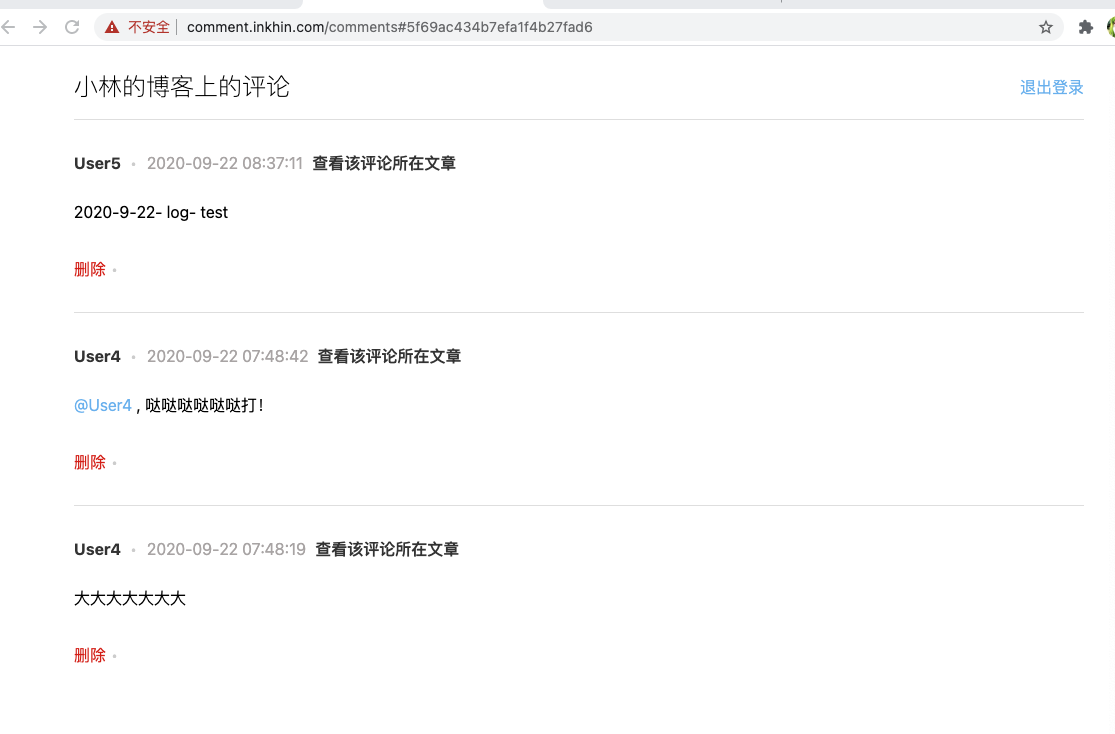 不安全 comment.inkhin.com/comments#5f69ac434b7efa1f4b27fad6
小林的博客上的评论 退出登录
User5 • 2020-09-22 08:37:11 查看该评论所在文章
2020-9-22- log- test
删除 •
User4 • 2020-09-22 07:48:42 查看该评论所在文章
@User4 , 哒哒哒哒哒哒打！
删除 •
User4 • 2020-09-22 07:48:19 查看该评论所在文章
大大大大大大大
删除 •